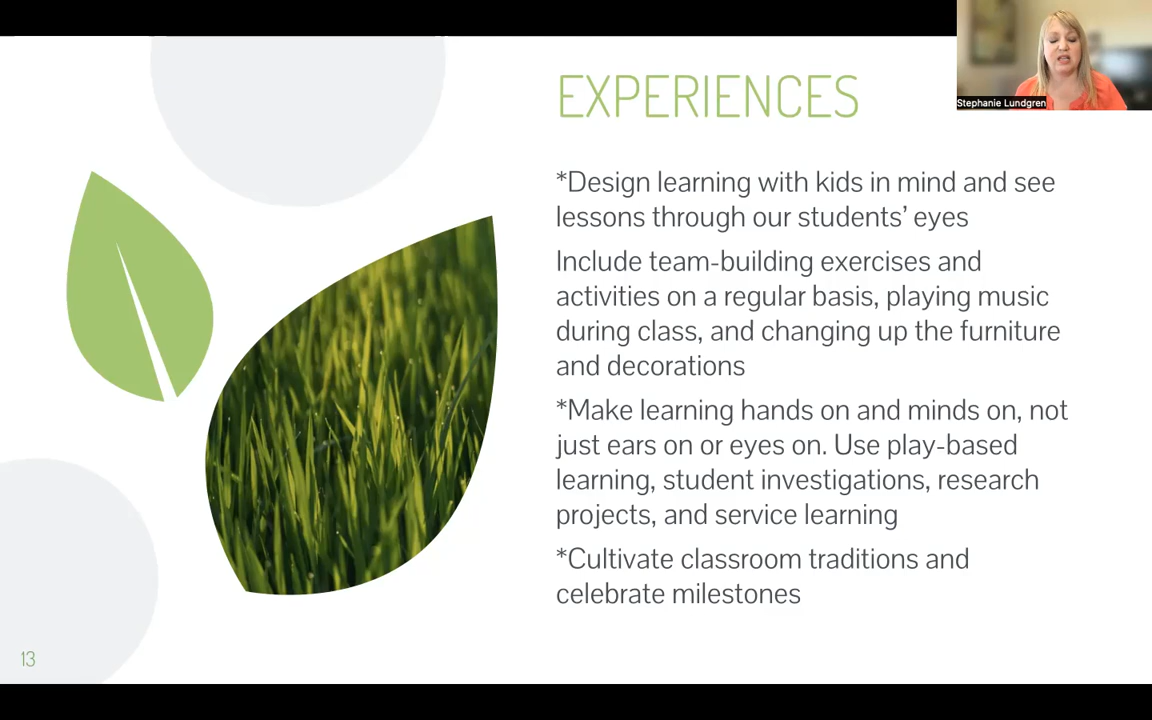 EXPERIENCES
Stephanie Lundgren
*Design learning with kids in mind and see
lessons through our students’ eyes
Include team-building exercises and
activities on a regular basis, playing music
during class, and changing up the furniture
and decorations
*Make learning hands on and minds on, not
just ears on or eyes on. Use play-based
learning, student investigations, research
projects, and service learning
*Cultivate classroom traditions and
celebrate milestones
13